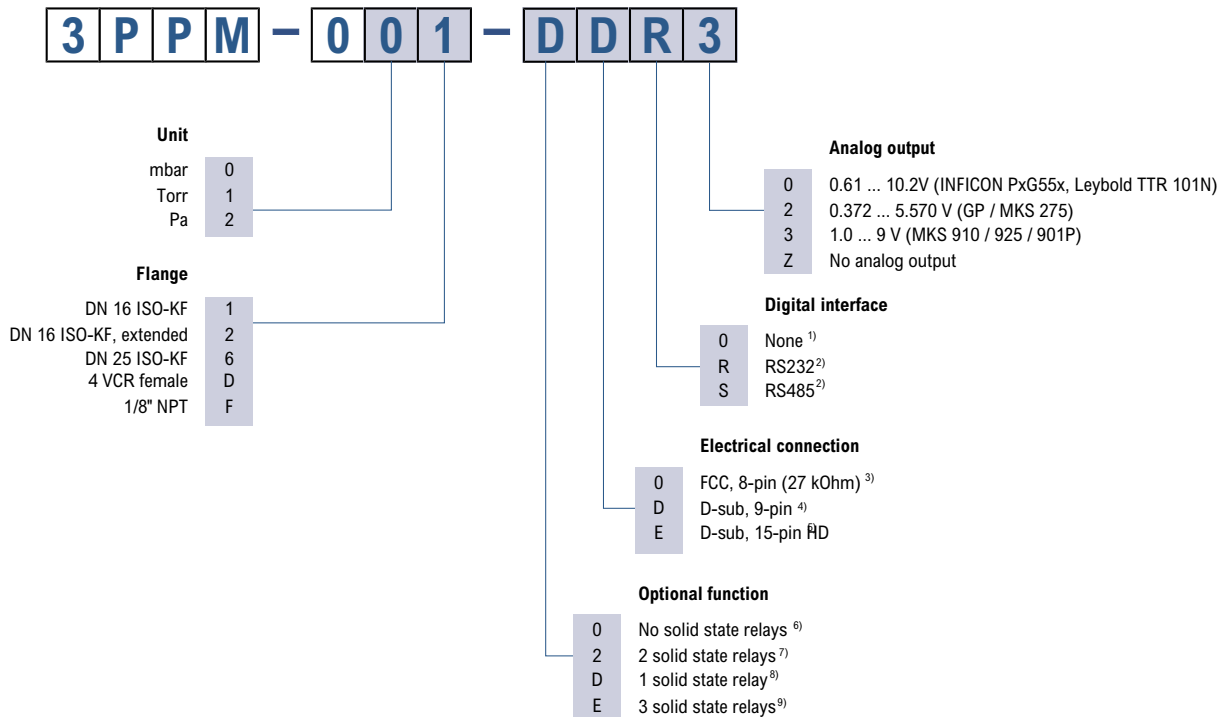 3PPM – 001 – DDR3
Unit
mbar 0
Torr 1
Pa 2
Flange
DN 16 ISO-KF 1
DN 16 ISO-KF, extended 2
DN 25 ISO-KF 6
4 VCR female D
1/8" NPT F
Analog output
0 0.61 ... 10.2V (INFICON PxG55x, Leybold TTR 101N)
2 0.372 ... 5.570 V (GP / MKS 275)
3 1.0 ... 9 V (MKS 910 / 925 / 901P)
Z No analog output
Digital interface
0 None 1)
R RS232 2)
S RS485 2)
Electrical connection
0 FCC, 8-pin (27 kOhm) 3)
D D-sub, 9-pin 4)
E D-sub, 15-pin HD
Optional function
0 No solid state relays 6)
2 2 solid state relays 7)
D 1 solid state relay 8)
E 3 solid state relays 9)